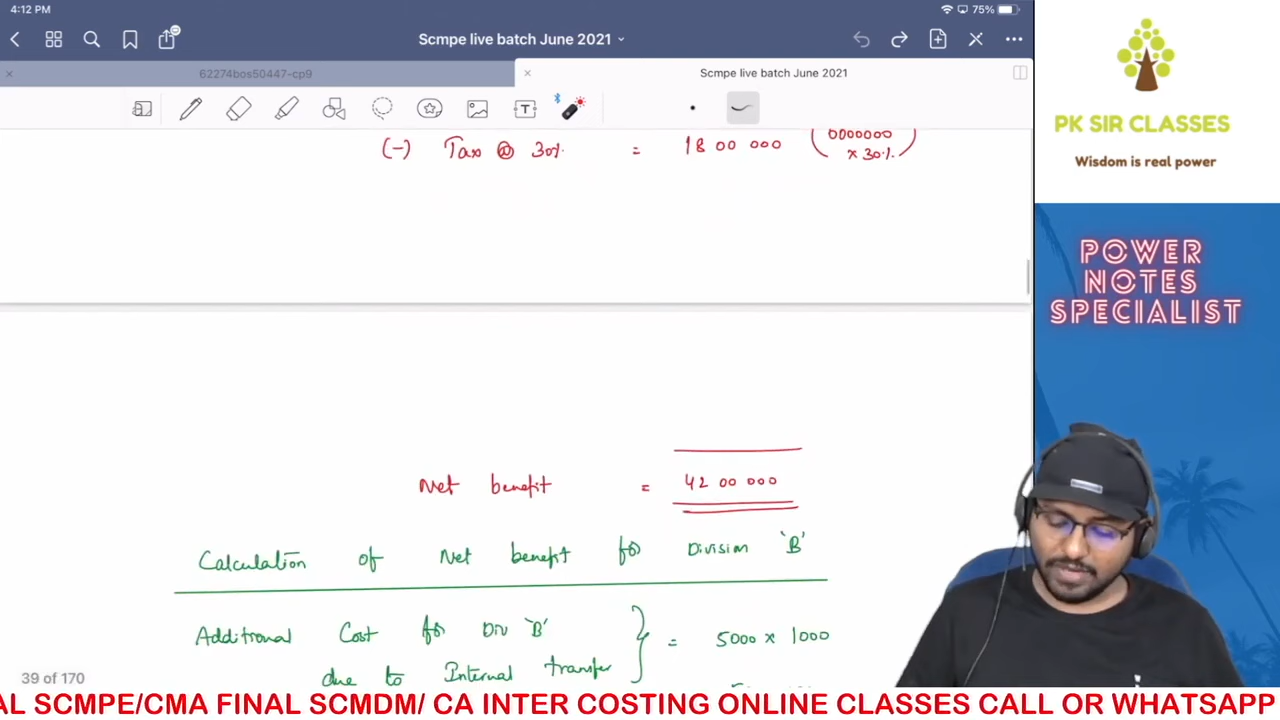 4:12 PM
75%
Scmpe live batch June 2021
62274bos50447-cp9
Scmpe live batch June 2021
T
(-) Tax @ 30% = 18 00 000 (0000000 x 30%)
Net benefit = 42 00 000
Calculation of Net benefit for Division 'B'
Additional Cost for Div 'B' = 5000 x 1000
due to Internal transfer
39 of 170
PK SIR CLASSES
Wisdom is real power
POWER
NOTES
SPECIALIST
AL SCMPE/CMA FINAL SCMDM/ CA INTER COSTING ONLINE CLASSES CALL OR WHATSAPP